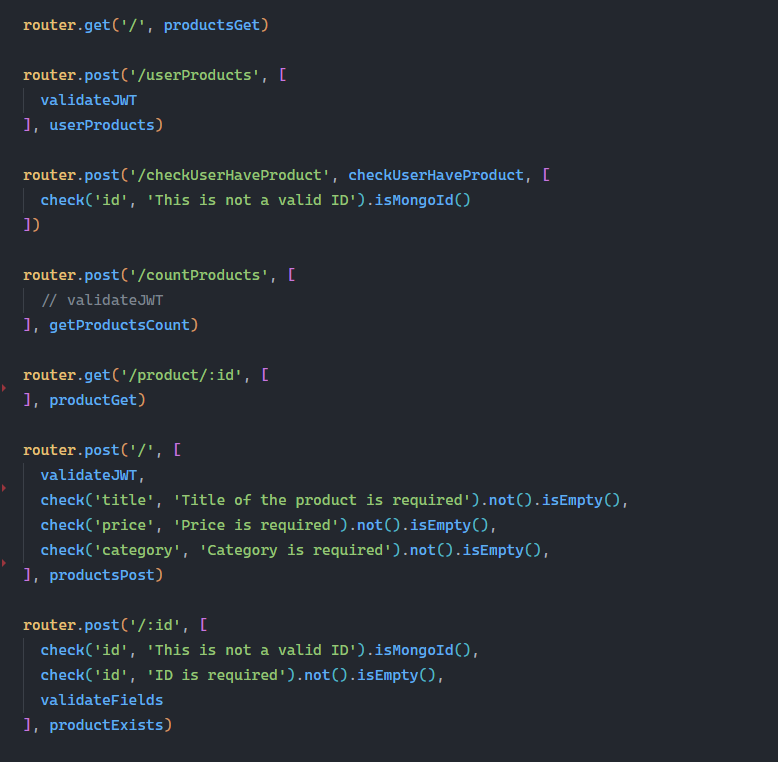 router.get('/', productsGet)
router.post('/userProducts', [
validateJWT
], userProducts)
router.post('/checkUserHaveProduct', checkUserHaveProduct, [
check('id', 'This is not a valid ID').isMongoId()
])
router.post('/countProducts', [
// validateJWT
], getProductsCount)
router.get('/product/:id', [
], productGet)
router.post('/', [
validateJWT,
check('title', 'Title of the product is required').not().isEmpty(),
check('price', 'Price is required').not().isEmpty(),
check('category', 'Category is required').not().isEmpty(),
], productsPost)
router.post('/:id', [
check('id', 'This is not a valid ID').isMongoId(),
check('id', 'ID is required').not().isEmpty(),
validateFields
], productExists)